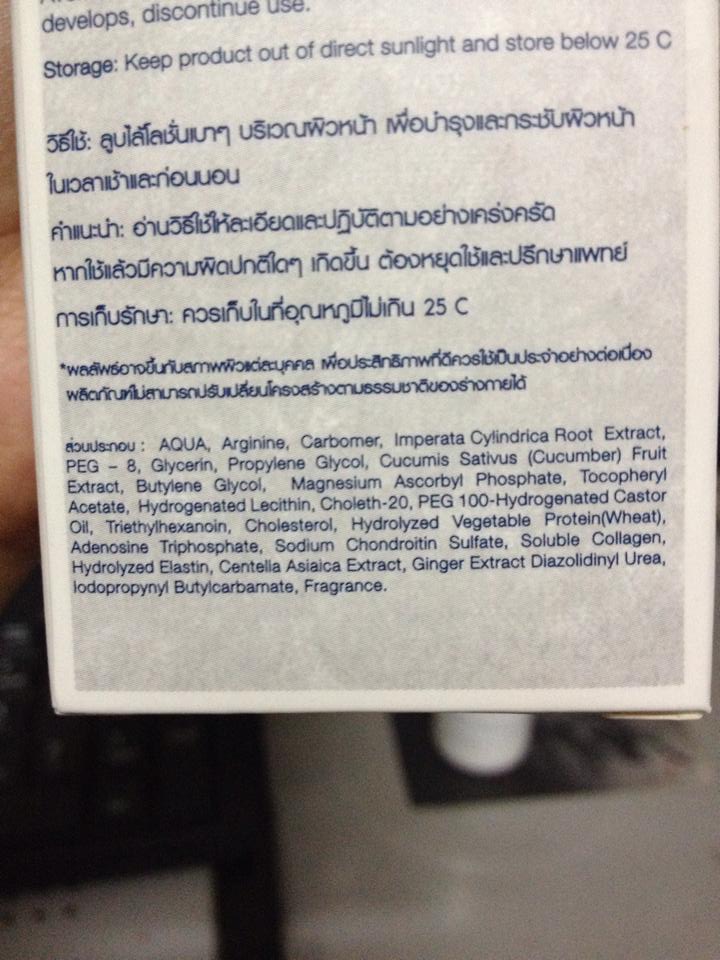 develops, discontinue use.
Storage: Keep product out of direct sunlight and store below 25 C
วิธีใช้: ลูบไล้โลชั่นเบาๆ บริเวณผิวหน้า เพื่อบำรุงและกระชับผิวหน้า
ในเวลาเช้าและก่อนนอน
คำแนะนำ: อ่านวิธีใช้ให้ละเอียดและปฏิบัติตามอย่างเคร่งครัด
หากใช้แล้วมีความผิดปกติใดๆ เกิดขึ้น ต้องหยุดใช้และปรึกษาแพทย์
การเก็บรักษา: ควรเก็บในที่อุณหภูมิไม่เกิน 25 C
*ผลลัพธ์อาจขึ้นกับสภาพผิวแต่ละบุคคล เพื่อประสิทธิภาพที่ดีควรใช้เป็นประจำอย่างต่อเนื่อง
ผลิตภัณฑ์ไม่สามารถปรับเปลี่ยนโครงสร้างตามธรรมชาติของร่างกายได้
ส่วนประกอบ : AQUA, Arginine, Carbomer, Imperata Cylindrica Root Extract,
PEG – 8, Glycerin, Propylene Glycol, Cucumis Sativus (Cucumber) Fruit
Extract, Butylene Glycol, Magnesium Ascorbyl Phosphate, Tocopheryl
Acetate, Hydrogenated Lecithin, Choleth-20, PEG 100-Hydrogenated Castor
Oil, Triethylhexanoin, Cholesterol, Hydrolyzed Vegetable Protein(Wheat),
Adenosine Triphosphate, Sodium Chondroitin Sulfate, Soluble Collagen,
Hydrolyzed Elastin, Centella Asiaica Extract, Ginger Extract Diazolidinyl Urea,
Iodopropynyl Butylcarbamate, Fragrance.